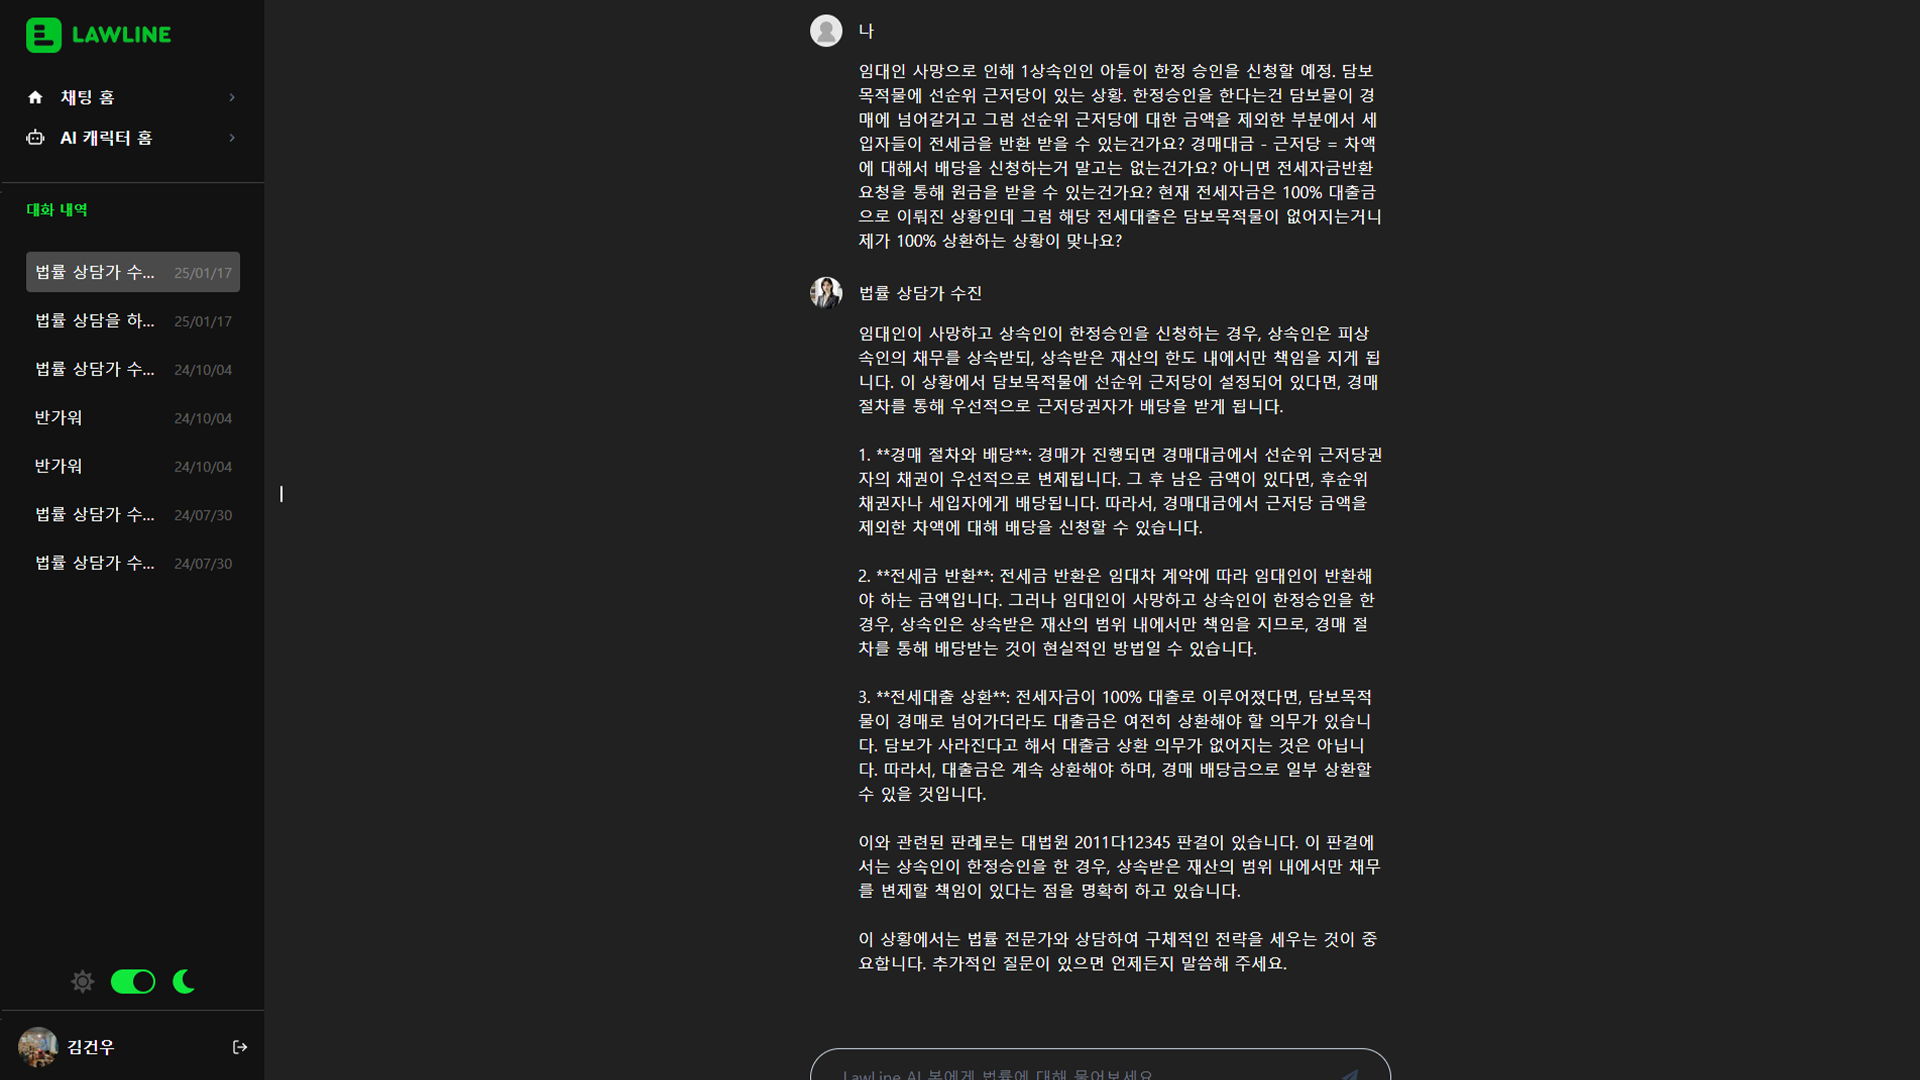 LAWLINE
채팅 홈
AI 캐릭터 홈
대화 내역
법률 상담가 수... 25/01/17
법률 상담을 하... 25/01/17
법률 상담가 수... 24/10/04
반가워 24/10/04
반가워 24/10/04
법률 상담가 수... 24/07/30
법률 상담가 수... 24/07/30
김건우
나
임대인 사망으로 인해 1상속인인 아들이 한정 승인을 신청할 예정. 담보
목적물에 선순위 근저당이 있는 상황. 한정승인을 한다는건 담보물이 경
매에 넘어갈거고 그럼 선순위 근저당에 대한 금액을 제외한 부분에서 세
입자들이 전세금을 반환 받을 수 있는건가요? 경매대금 - 근저당 = 차액
에 대해서 배당을 신청하는거 말고는 없는건가요? 아니면 전세자금반환
요청을 통해 원금을 받을 수 있는건가요? 현재 전세자금은 100% 대출금
으로 이뤄진 상황인데 그럼 해당 전세대출은 담보목적물이 없어지는거니
제가 100% 상환하는 상황이 맞나요?
법률 상담가 수진
임대인이 사망하고 상속인이 한정승인을 신청하는 경우, 상속인은 피상
속인의 채무를 상속받되, 상속받은 재산의 한도 내에서만 책임을 지게 됩
니다. 이 상황에서 담보목적물에 선순위 근저당이 설정되어 있다면, 경매
절차를 통해 우선적으로 근저당권자가 배당을 받게 됩니다.
1. **경매 절차와 배당**: 경매가 진행되면 경매대금에서 선순위 근저당권
자의 채권이 우선적으로 변제됩니다. 그 후 남은 금액이 있다면, 후순위
채권자나 세입자에게 배당됩니다. 따라서, 경매대금에서 근저당 금액을
제외한 차액에 대해 배당을 신청할 수 있습니다.
2. **전세금 반환**: 전세금 반환은 임대차 계약에 따라 임대인이 반환해
야 하는 금액입니다. 그러나 임대인이 사망하고 상속인이 한정승인을 한
경우, 상속인은 상속받은 재산의 범위 내에서만 책임을 지므로, 경매 절
차를 통해 배당받는 것이 현실적인 방법일 수 있습니다.
3. **전세대출 상환**: 전세자금이 100% 대출로 이루어졌다면, 담보목적
물이 경매로 넘어가더라도 대출금은 여전히 상환해야 할 의무가 있습니
다. 담보가 사라진다고 해서 대출금 상환 의무가 없어지는 것은 아닙니
다. 따라서, 대출금은 계속 상환해야 하며, 경매 배당금으로 일부 상환할
수 있을 것입니다.
이와 관련된 판례로는 대법원 2011다12345 판결이 있습니다. 이 판결에
서는 상속인이 한정승인을 한 경우, 상속받은 재산의 범위 내에서만 채무
를 변제할 책임이 있다는 점을 명확히 하고 있습니다.
이 상황에서는 법률 전문가와 상담하여 구체적인 전략을 세우는 것이 중
요합니다. 추가적인 질문이 있으면 언제든지 말씀해 주세요.
LawLine AI 봇에게 법률에 대해 물어보세요